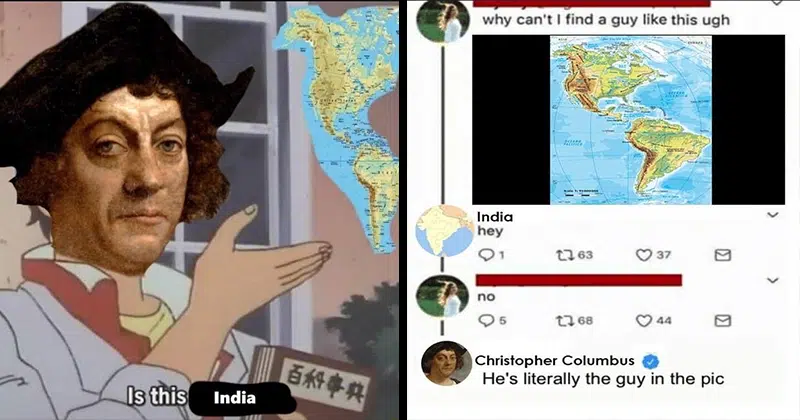 Is this India
百科事典
why can't I find a guy like this ugh
India
hey
1 63 37
no
5 68 44
Christopher Columbus
He's literally the guy in the pic